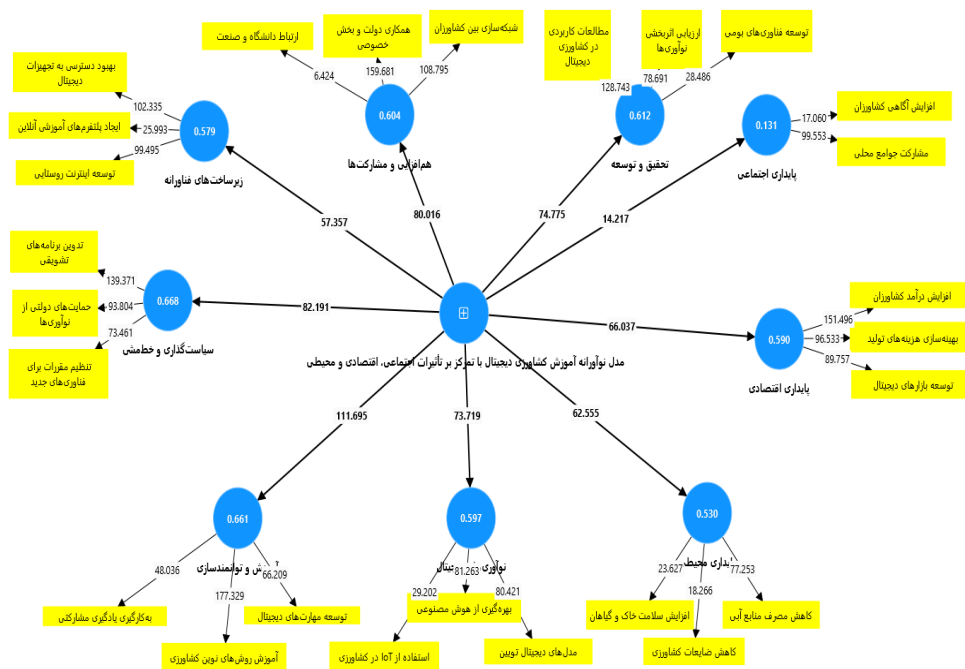 ارتباط دانشگاه و صنعت
همکاری دولت و بخش
خصوصی
شبکه‌سازی بین کشاورزان
6.424
159.681
108.795
0.604
هم‌افزایی و مشارکت‌ها
مطالعات کاربردی
در کشاورزی
دیجیتال
ارزیابی اثربخشی
نوآوری‌ها
توسعه فناوری‌های بومی
128.743
78.691
28.486
0.612
تحقیق و توسعه
افزایش آگاهی کشاورزان
مشارکت جوامع محلی
17.060
99.553
0.131
پایداری اجتماعی
بهبود دسترسی به تجهیزات
دیجیتال
ایجاد پلتفرم‌های آموزشی آنلاین
توسعه اینترنت روستایی
102.335
25.993
99.495
0.579
زیرساخت‌های فناورانه
57.357
80.016
74.775
14.217
تدوین برنامه‌های
تشویقی
حمایت‌های دولتی از
نوآوری‌ها
تنظیم مقررات برای
فناوری‌های جدید
139.371
93.804
73.461
0.668
سیاست‌گذاری و خط‌مشی
82.191
66.037
مدل نوآورانه آموزش کشاورزی دیجیتال با تمرکز بر تأثیرات اجتماعی، اقتصادی و محیطی
افزایش درآمد کشاورزان
بهینه‌سازی هزینه‌های تولید
توسعه بازارهای دیجیتال
151.496
96.533
89.757
0.590
پایداری اقتصادی
111.695
73.719
62.555
0.661
و توانمندسازی
48.036
177.329
66.209
به‌کارگیری یادگیری مشارکتی
آموزش روش‌های نوین کشاورزی
توسعه مهارت‌های دیجیتال
0.597
نوآوری
29.202
81.263
80.421
بهره‌گیری از هوش مصنوعی
استفاده از IoT در کشاورزی
مدل‌های دیجیتال توپین
0.530
23.627
18.266
77.253
افزایش سلامت خاک و گیاهان
کاهش ضایعات کشاورزی
کاهش مصرف منابع آبی